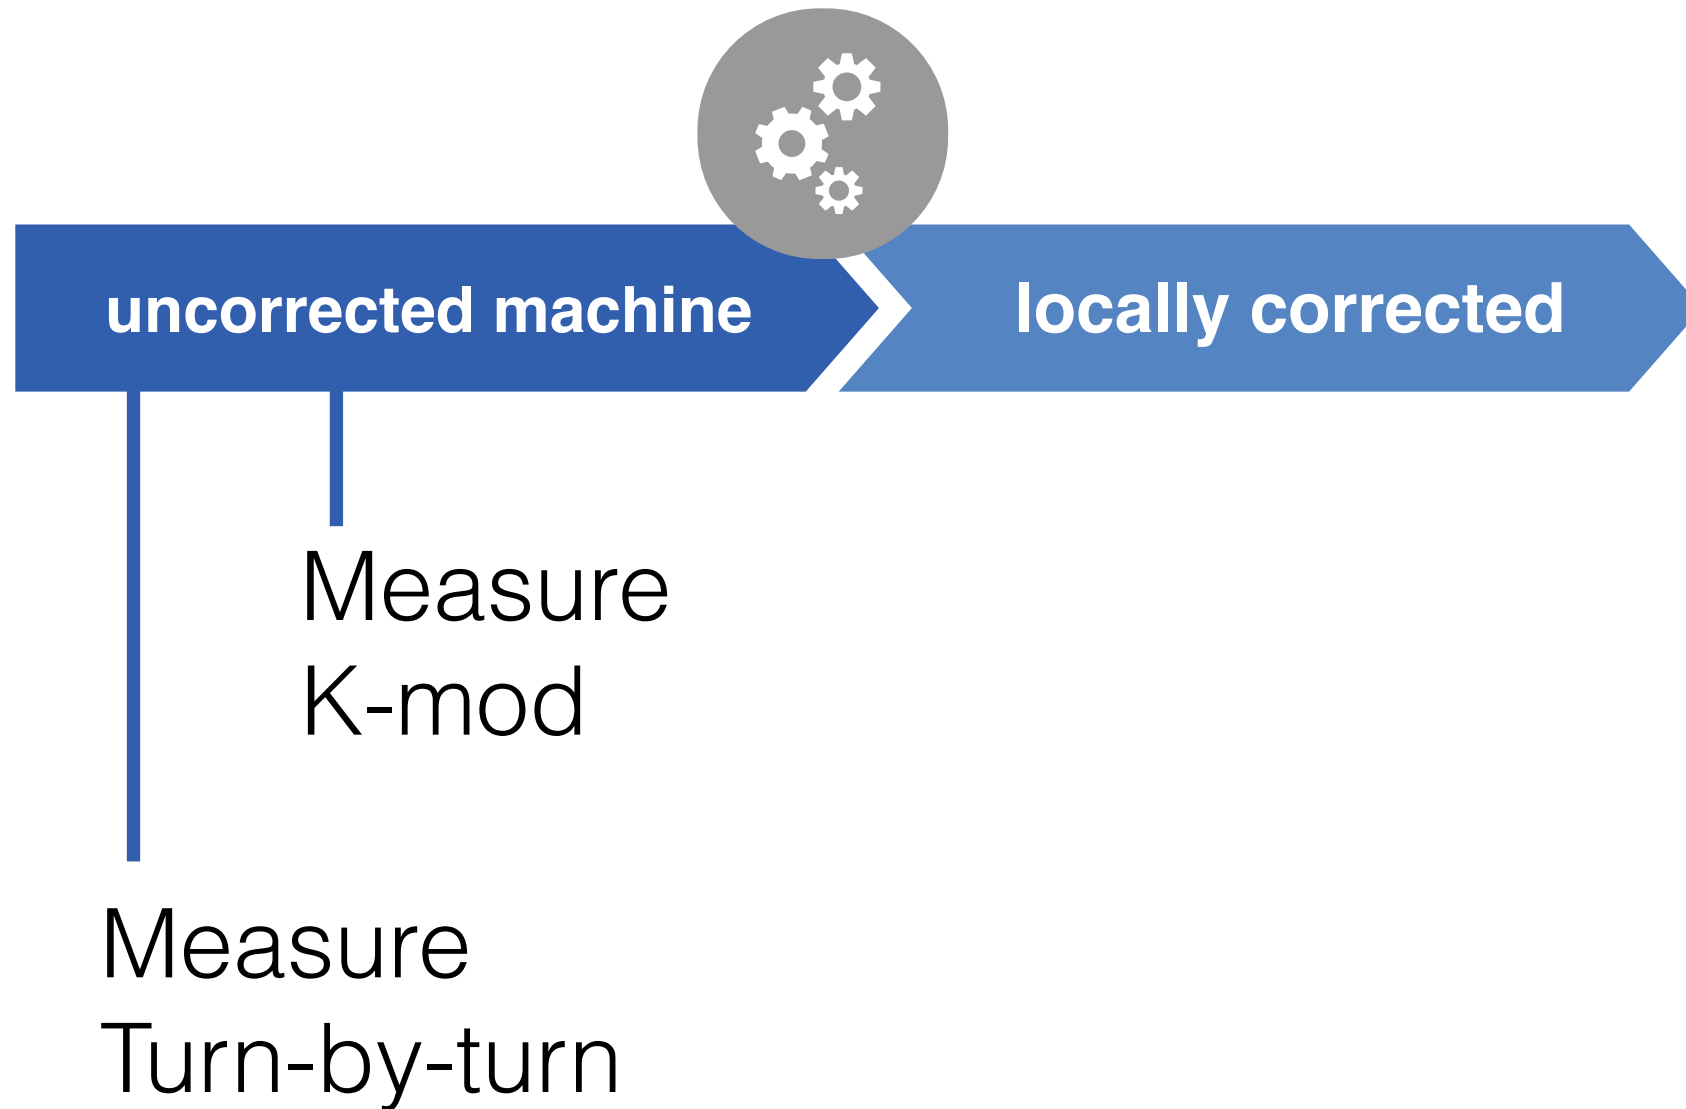 uncorrected machine
locally corrected
Measure
K-mod
Measure
Turn-by-turn